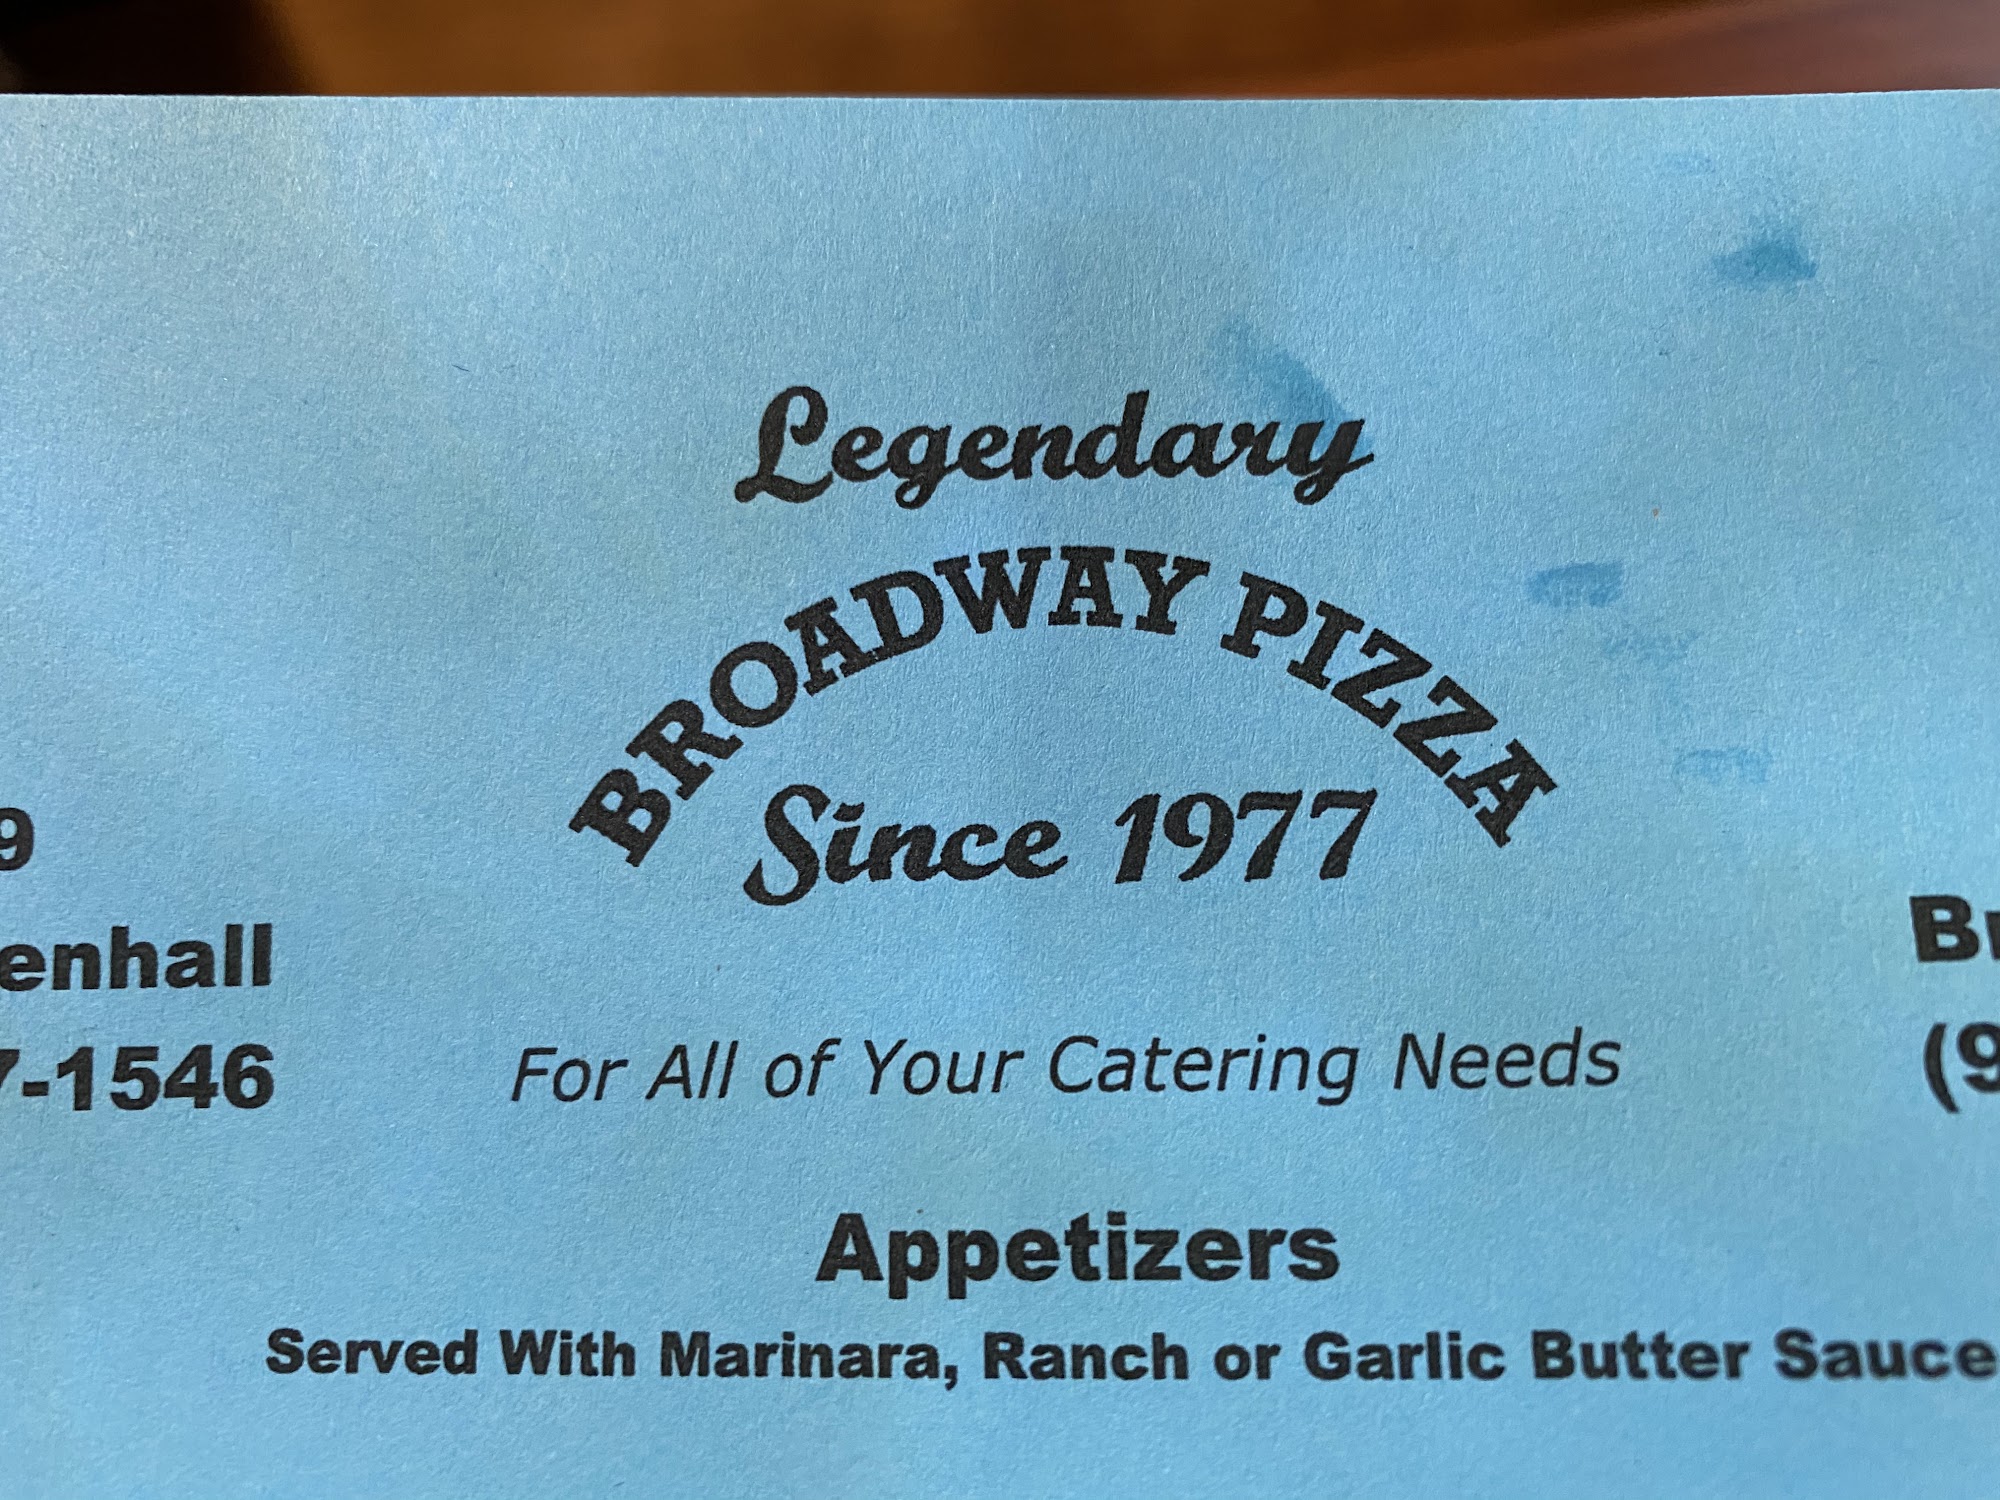 Legendary
BROADWAY PIZZA
Since 1977
9
enhall
7-1546
Br
(9
For All of Your Catering Needs
Appetizers
Served With Marinara, Ranch or Garlic Butter Sauce